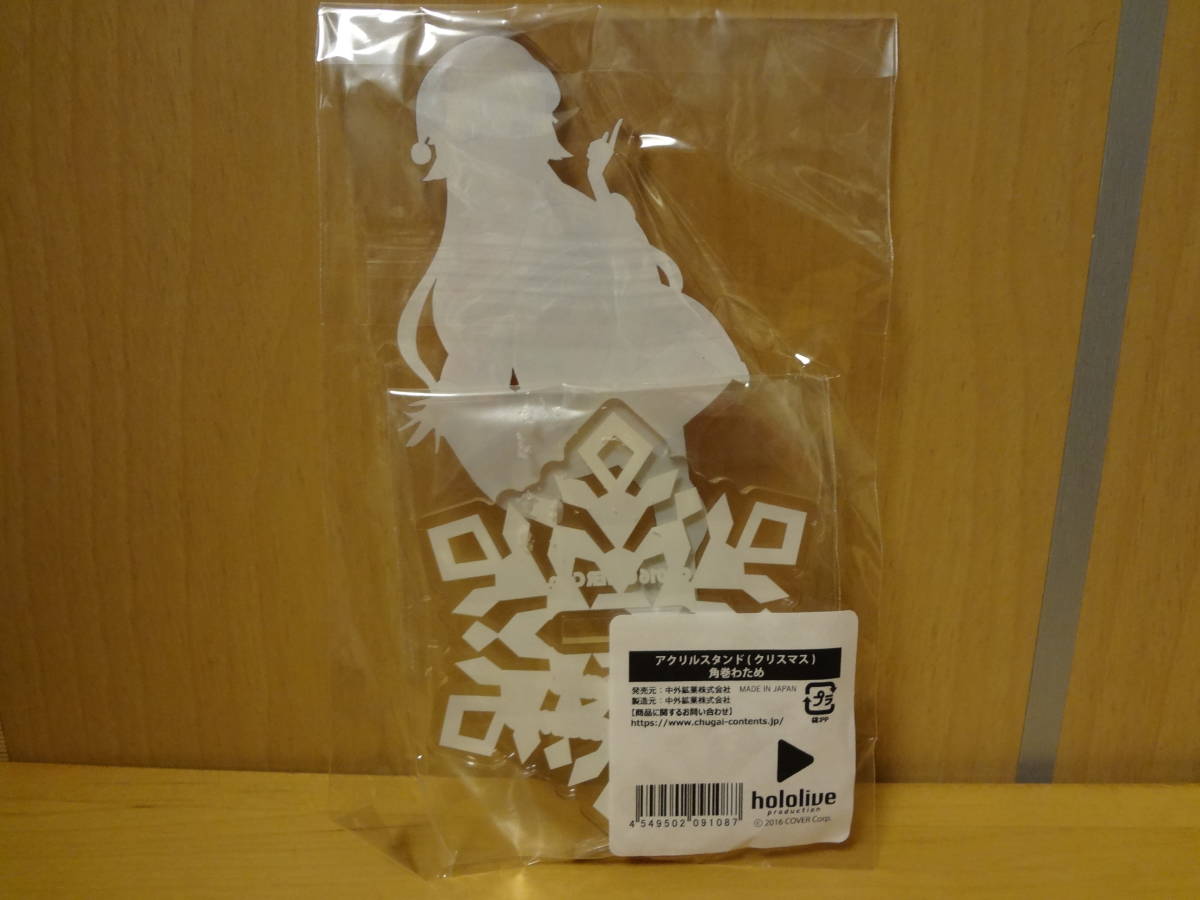 アクリルスタンド(クリスマス)
角巻わため
発売元:中外鉱業株式会社 MADE IN JAPAN
製造元:中外鉱業株式会社
【商品に関するお問い合わせ】
https://www.chugai-contents.jp/
プラ
袋:PP
hololive
production
© 2016 COVER Corp.
4 549502 091087